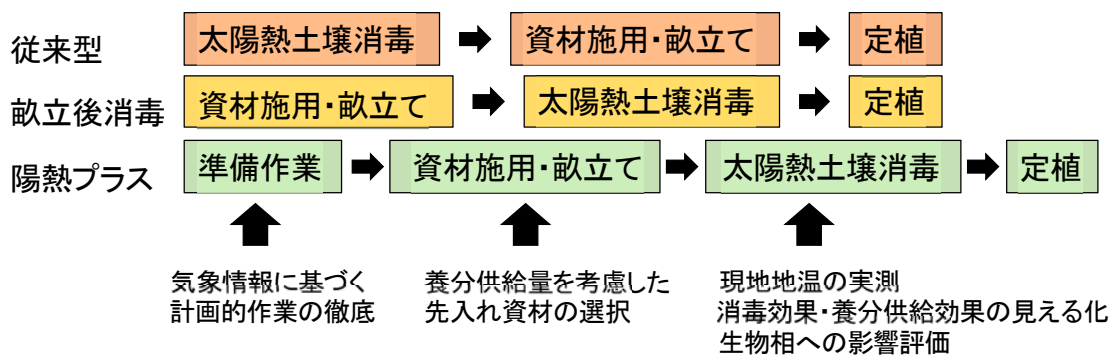 従来型 太陽熱土壌消毒 資材施用・畝立て 定植
畝立後消毒 資材施用・畝立て 太陽熱土壌消毒 定植
陽熱プラス 準備作業 資材施用・畝立て 太陽熱土壌消毒 定植
気象情報に基づく
計画的作業の徹底
養分供給量を考慮した
先入れ資材の選択
現地地温の実測
消毒効果・養分供給効果の見える化
生物相への影響評価